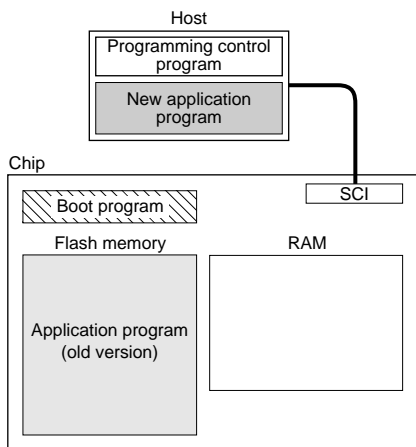 Host
Programming control
program
New application
program
Chip
SCI
Boot program
Flash memory
RAM
Application program
(old version)